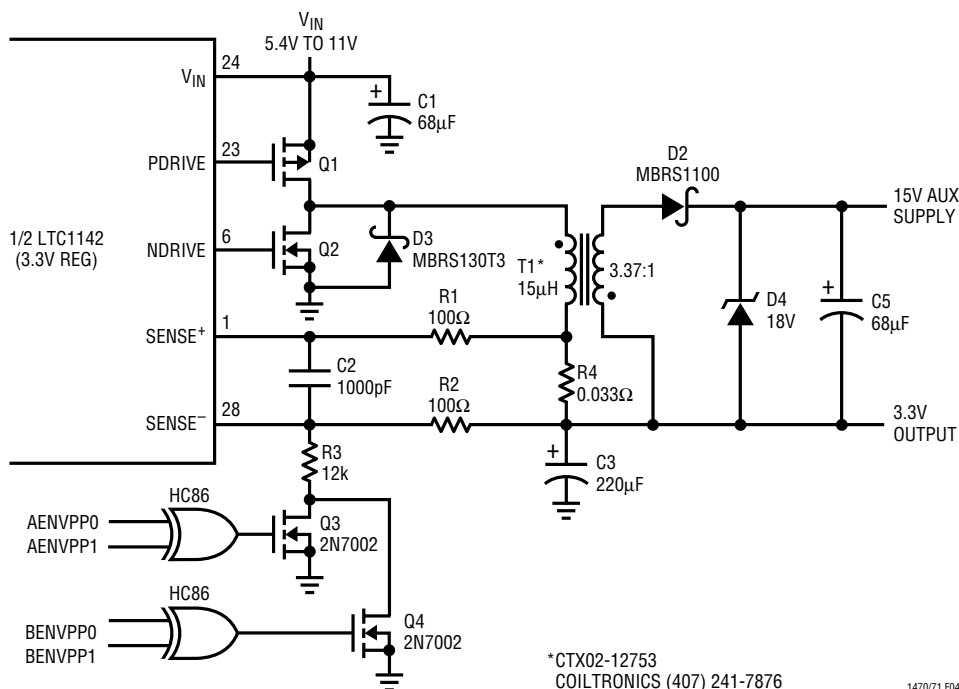 VIN
5.4V TO 11V
VIN
24
+
C1
68µF
PDRIVE
23
Q1
D2
MBRS1100
15V AUX
SUPPLY
1/2 LTC1142
(3.3V REG)
NDRIVE
6
Q2
D3
MBRS130T3
T1*
15µH
3.37:1
D4
18V
+
C5
68µF
SENSE+
1
R1
100Ω
C2
1000pF
R2
100Ω
R4
0.033Ω
SENSE–
28
3.3V
OUTPUT
R3
12k
+
C3
220µF
HC86
AENVPP0
AENVPP1
Q3
2N7002
HC86
BENVPP0
BENVPP1
Q4
2N7002
*CTX02-12753
COILTRONICS (407) 241-7876
1470/71 F04